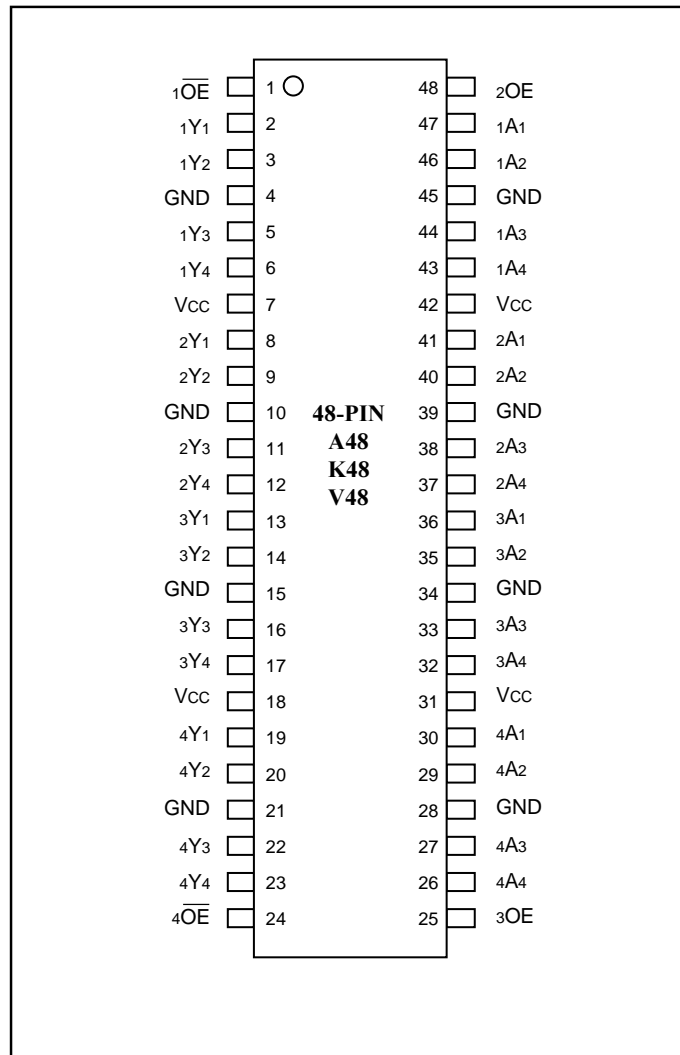 1OE 1 48 2OE
1Y1 2 47 1A1
1Y2 3 46 1A2
GND 4 45 GND
1Y3 5 44 1A3
1Y4 6 43 1A4
VCC 7 42 VCC
2Y1 8 41 2A1
2Y2 9 40 2A2
GND 10 48-PIN 39 GND
2Y3 11 A48 38 2A3
K48
2Y4 12 V48 37 2A4
3Y1 13 36 3A1
3Y2 14 35 3A2
GND 15 34 GND
3Y3 16 33 3A3
3Y4 17 32 3A4
VCC 18 31 VCC
4Y1 19 30 4A1
4Y2 20 29 4A2
GND 21 28 GND
4Y3 22 27 4A3
4Y4 23 26 4A4
4OE 24 25 3OE